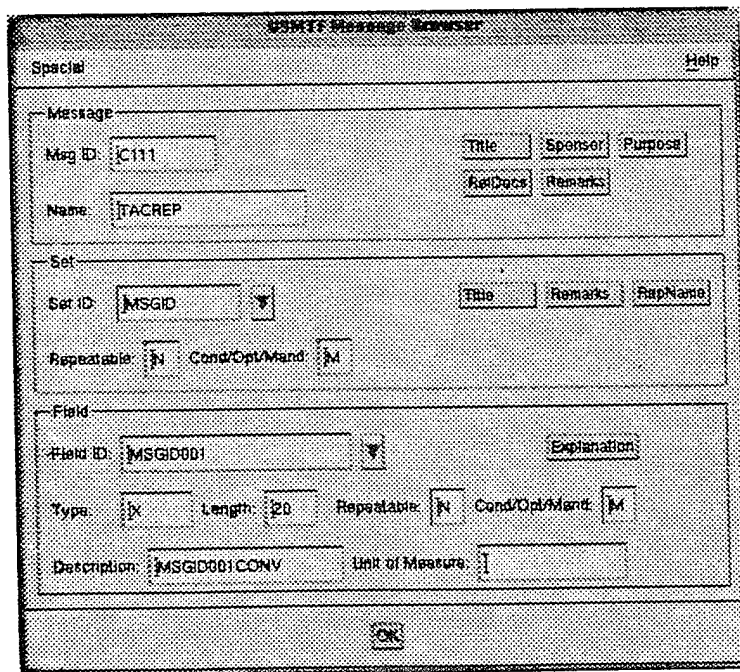 USMTF Message Browser
Special Help
Message
Msg ID: C111 Title Sponsor Purpose
RelDocs Remarks
Name: TACREP
Set
Set ID: MSGID Title Remarks RepName
Repeatable: N Cond/Opt/Mand: M
Field
Field ID: MSGID001 Explanation
Type: X Length: 20 Repeatable: N Cond/Opt/Mand: M
Description: MSGID001CONV Unit of Measure:
OK